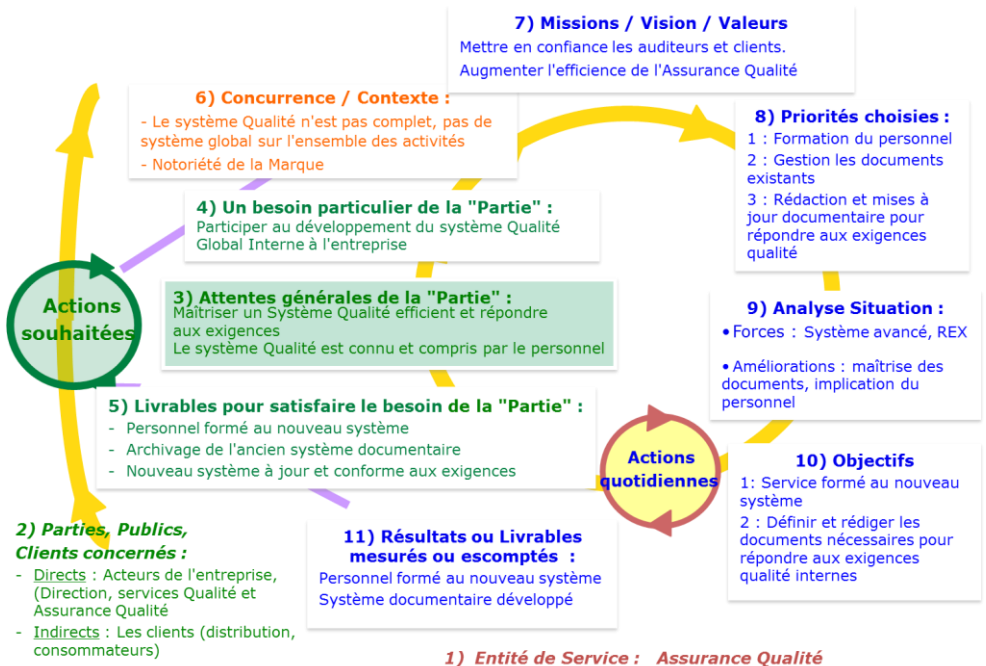 7) Missions / Vision / Valeurs
Mettre en confiance les auditeurs et clients.
Augmenter l'efficience de l'Assurance Qualité
6) Concurrence / Contexte :
- Le système Qualité n'est pas complet, pas de
système global sur l'ensemble des activités
- Notoriété de la Marque
8) Priorités choisies :
1 : Formation du personnel
2 : Gestion les documents
existants
3 : Rédaction et mises à
jour documentaire pour
répondre aux exigences
qualité
4) Un besoin particulier de la "Partie" :
Participer au développement du système Qualité
Global Interne à l'entreprise
Actions
souhaitées
3) Attentes générales de la "Partie" :
Maîtriser un Système Qualité efficient et répondre
aux exigences
Le système Qualité est connu et compris par le personnel
9) Analyse Situation :
• Forces : Système avancé, REX
• Améliorations : maîtrise des
documents, implication du
personnel
5) Livrables pour satisfaire le besoin de la "Partie" :
- Personnel formé au nouveau système
- Archivage de l'ancien système documentaire
- Nouveau système à jour et conforme aux exigences
Actions
quotidiennes
10) Objectifs
1: Service formé au nouveau
système
2 : Définir et rédiger les
documents nécessaires pour
répondre aux exigences
qualité internes
2) Parties, Publics,
Clients concernés :
- Directs : Acteurs de l'entreprise,
(Direction, services Qualité et
Assurance Qualité
- Indirects : Les clients (distribution,
consommateurs)
11) Résultats ou Livrables
mesurés ou escomptés :
Personnel formé au nouveau système
Système documentaire développé
1) Entité de Service : Assurance Qualité